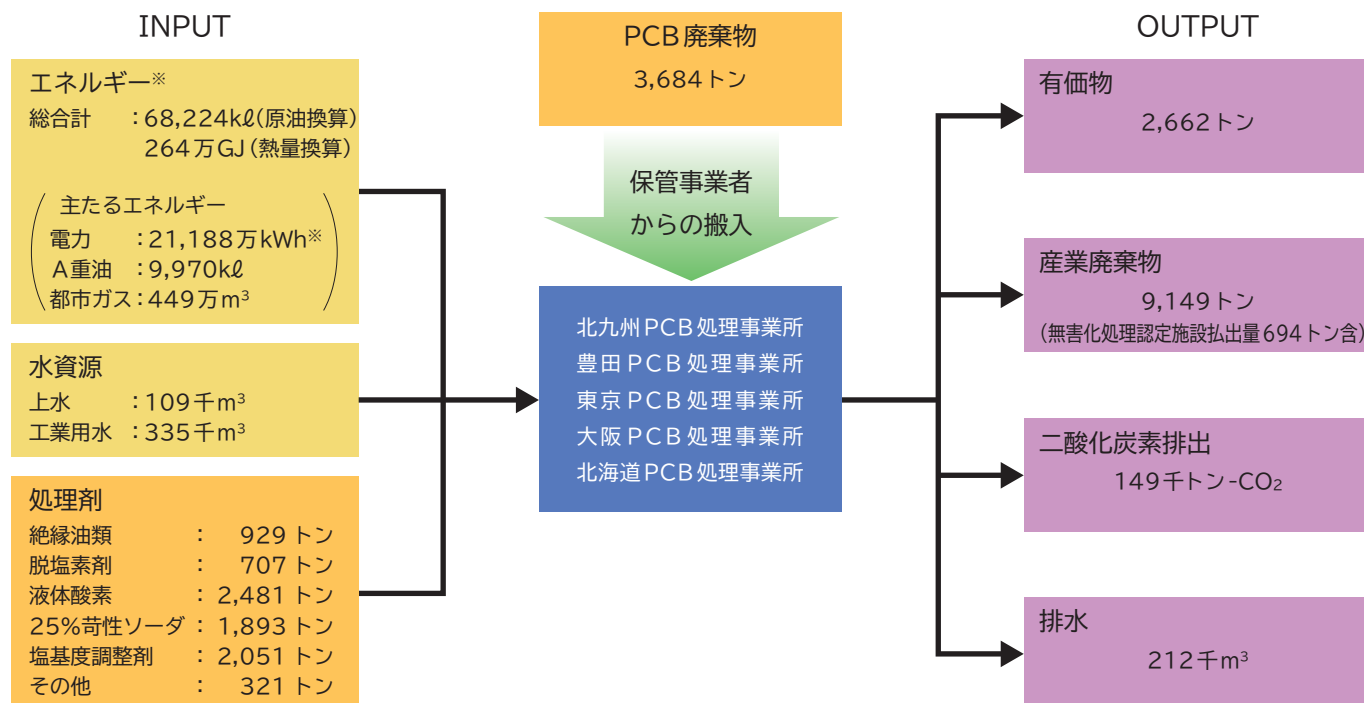 INPUT
エネルギー※
総合計 :68,224kℓ(原油換算)
264万GJ(熱量換算)
主たるエネルギー
電力 :21,188万kWh※
A重油 :9,970kℓ
都市ガス:449万m³
水資源
上水 :109千m³
工業用水 :335千m³
処理剤
絶縁油類 : 929トン
脱塩素剤 : 707トン
液体酸素 : 2,481トン
25%苛性ソーダ : 1,893トン
塩基度調整剤 : 2,051トン
その他 : 321トン
PCB廃棄物
3,684トン
保管事業者
からの搬入
北九州PCB処理事業所
豊田PCB処理事業所
東京PCB処理事業所
大阪PCB処理事業所
北海道PCB処理事業所
OUTPUT
有価物
2,662トン
産業廃棄物
9,149トン
(無害化処理認定施設払出量694トン含)
二酸化炭素排出
149千トン-CO₂
排水
212千m³